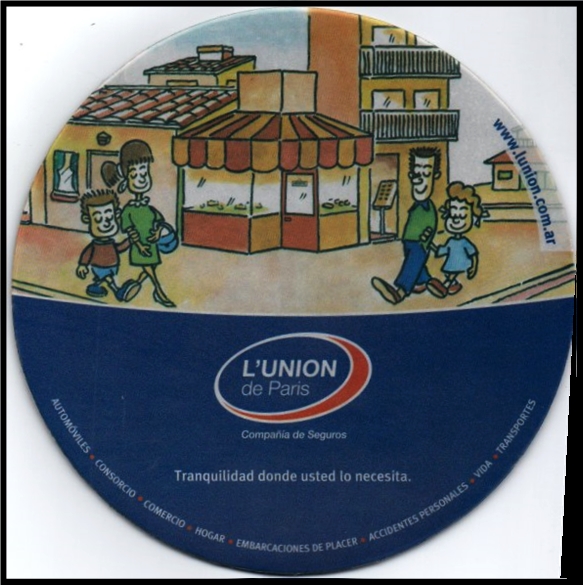 www.lunion.com.ar
L'UNION
de Paris
Compañía de Seguros
Tranquilidad donde usted lo necesita.
AUTOMÓVILES • CONSORCIO • COMERCIO • HOGAR • EMBARCACIONES DE PLACER • ACCIDENTES PERSONALES • VIDA • TRANSPORTES